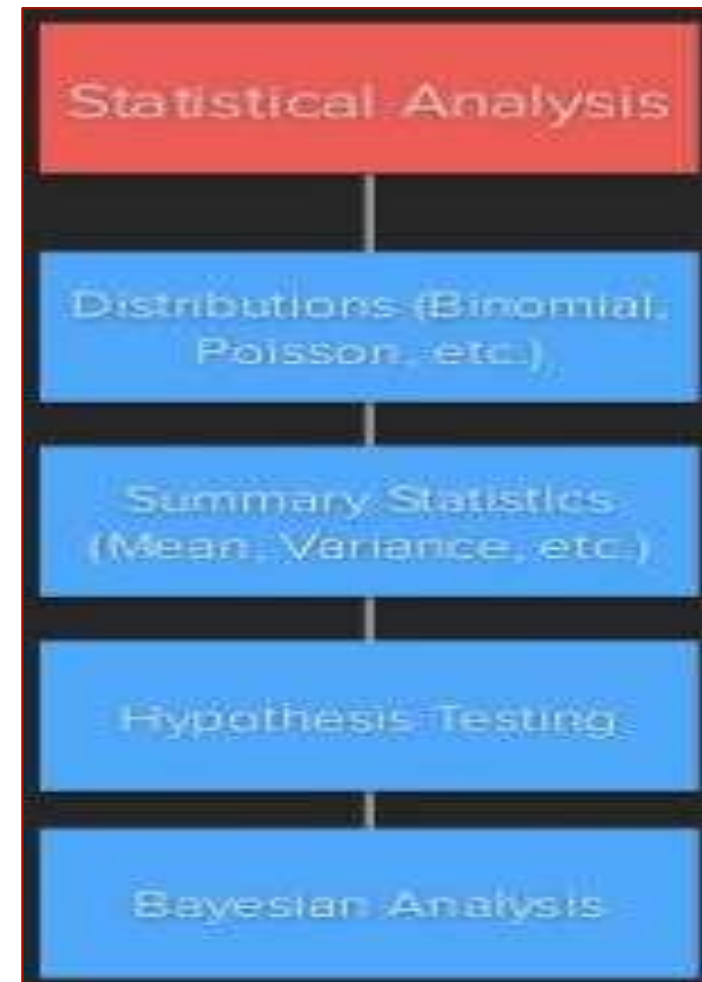 Statistical Analysis
Distributions (Binomial,
Poisson, etc.)
Summary Statistics
(Mean, Variance, etc.)
Hypothesis Testing
Bayesian Analysis